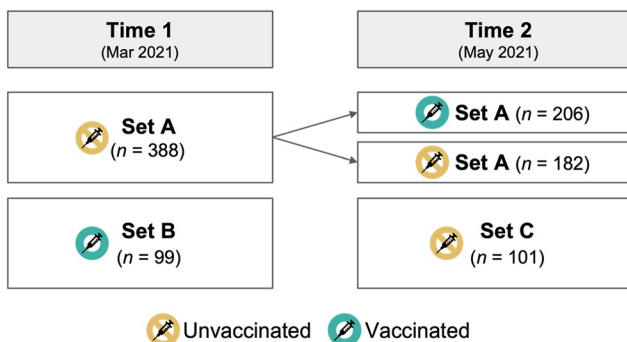 Time 1
(Mar 2021)
Time 2
(May 2021)
Set A
(n = 388)
Set A (n = 206)
Set A (n = 182)
Set B
(n = 99)
Set C
(n = 101)
Unvaccinated
Vaccinated